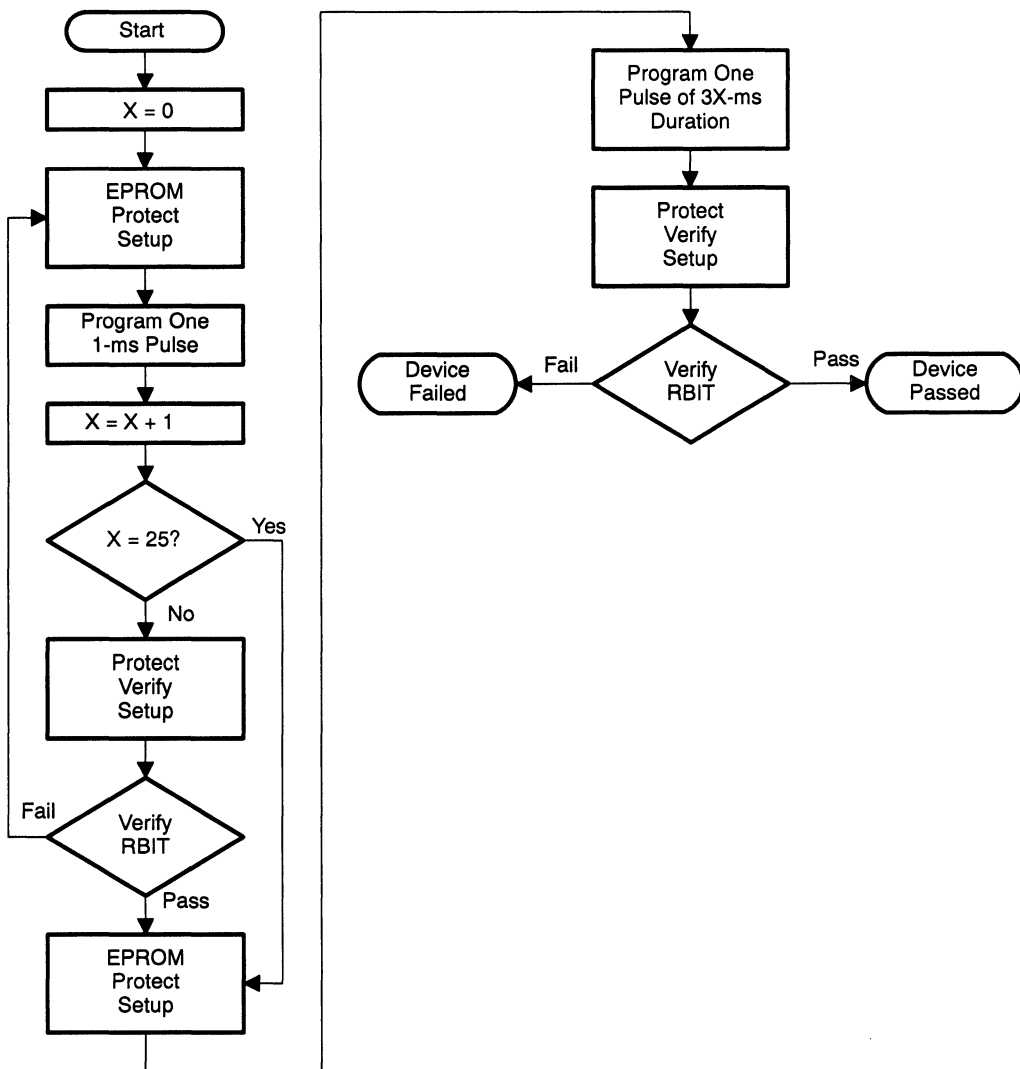 Start
X = 0
EPROM
Protect
Setup
Program One
1-ms Pulse
X = X + 1
X = 25?
Yes
No
Protect
Verify
Setup
Fail
Verify
RBIT
Pass
EPROM
Protect
Setup
Program One
Pulse of 3X-ms
Duration
Protect
Verify
Setup
Verify
RBIT
Fail
Device
Failed
Pass
Device
Passed